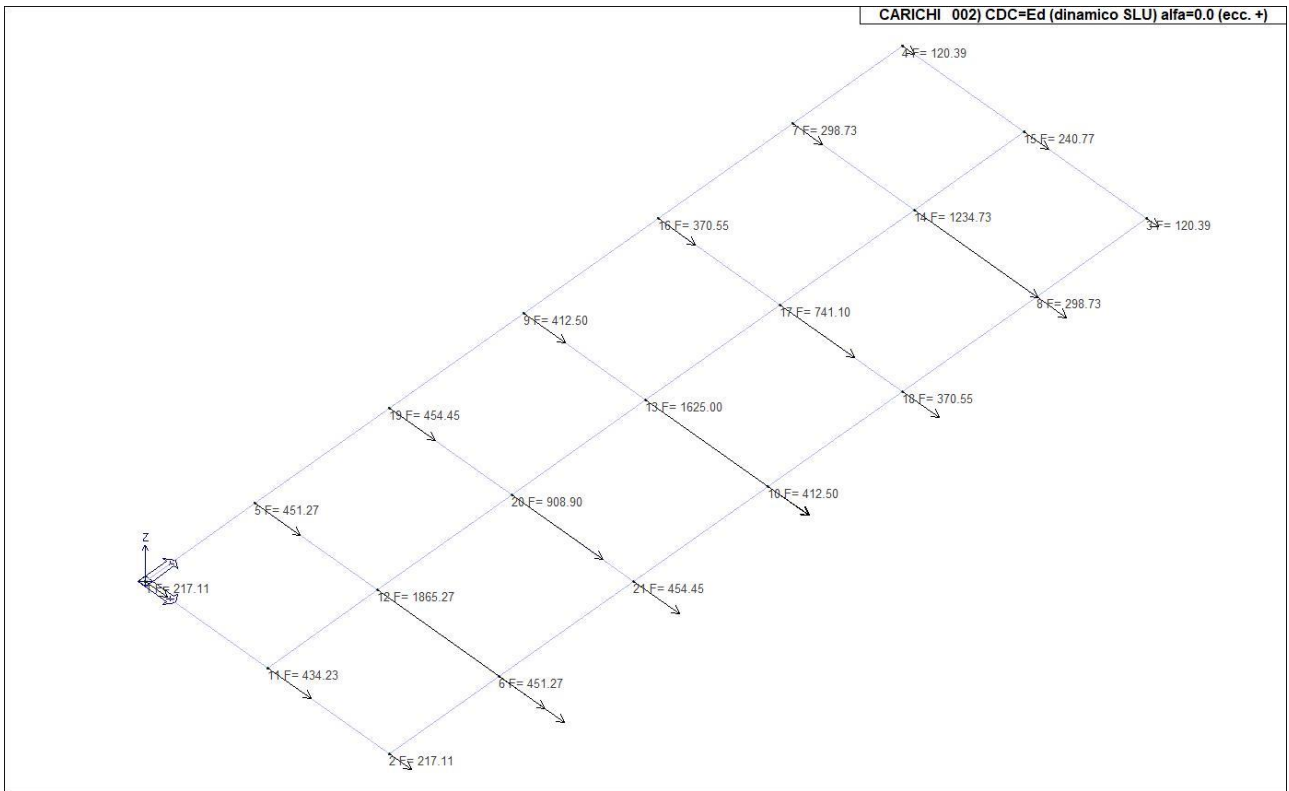 CARICHI 002) CDC=Ed (dinamico SLU) alfa=0.0 (ecc. +)
4 F= 120.39
7 F= 298.73
15 F= 240.77
16 F= 370.55
14 F= 1234.73
3 F= 120.39
9 F= 412.50
17 F= 741.10
8 F= 298.73
19 F= 454.45
13 F= 1625.00
18 F= 370.55
5 F= 451.27
20 F= 908.90
10 F= 412.50
Z
1 F= 217.11
12 F= 1865.27
21 F= 454.45
11 F= 434.23
6 F= 451.27
2 F= 217.11